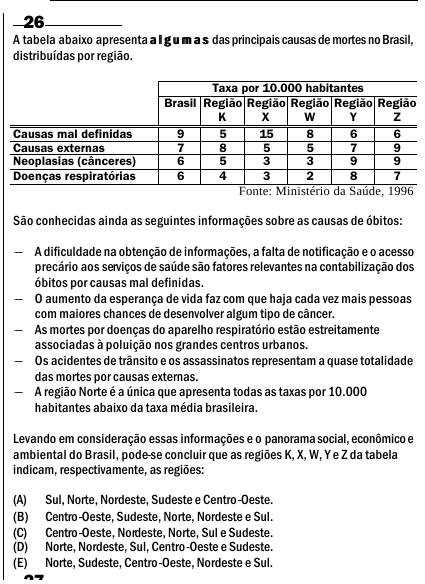 26
A tabela abaixo apresenta algumas das principais causas de mortes no Brasil,
distribuídas por região.
Taxa por 10.000 habitantes
Brasil Região Região Região Região Região
K X W Y Z
Causas mal definidas 9 5 15 8 6 6
Causas externas 7 8 5 5 7 9
Neoplasias (cânceres) 6 5 3 3 9 9
Doenças respiratórias 6 4 3 2 8 7
Fonte: Ministério da Saúde, 1996
São conhecidas ainda as seguintes informações sobre as causas de óbitos:
— A dificuldade na obtenção de informações, a falta de notificação e o acesso
precário aos serviços de saúde são fatores relevantes na contabilização dos
óbitos por causas mal definidas.
— O aumento da esperança de vida faz com que haja cada vez mais pessoas
com maiores chances de desenvolver algum tipo de câncer.
— As mortes por doenças do aparelho respiratório estão estreitamente
associadas à poluição nos grandes centros urbanos.
— Os acidentes de trânsito e os assassinatos representam a quase totalidade
das mortes por causas externas.
— A região Norte é a única que apresenta todas as taxas por 10.000
habitantes abaixo da taxa média brasileira.
Levando em consideração essas informações e o panorama social, econômico e
ambiental do Brasil, pode-se concluir que as regiões K, X, W, Y e Z da tabela
indicam, respectivamente, as regiões:
(A) Sul, Norte, Nordeste, Sudeste e Centro-Oeste.
(B) Centro-Oeste, Sudeste, Norte, Nordeste e Sul.
(C) Centro-Oeste, Nordeste, Norte, Sul e Sudeste.
(D) Norte, Nordeste, Sul, Centro-Oeste e Sudeste.
(E) Norte, Sudeste, Centro-Oeste, Nordeste e Sul.
27